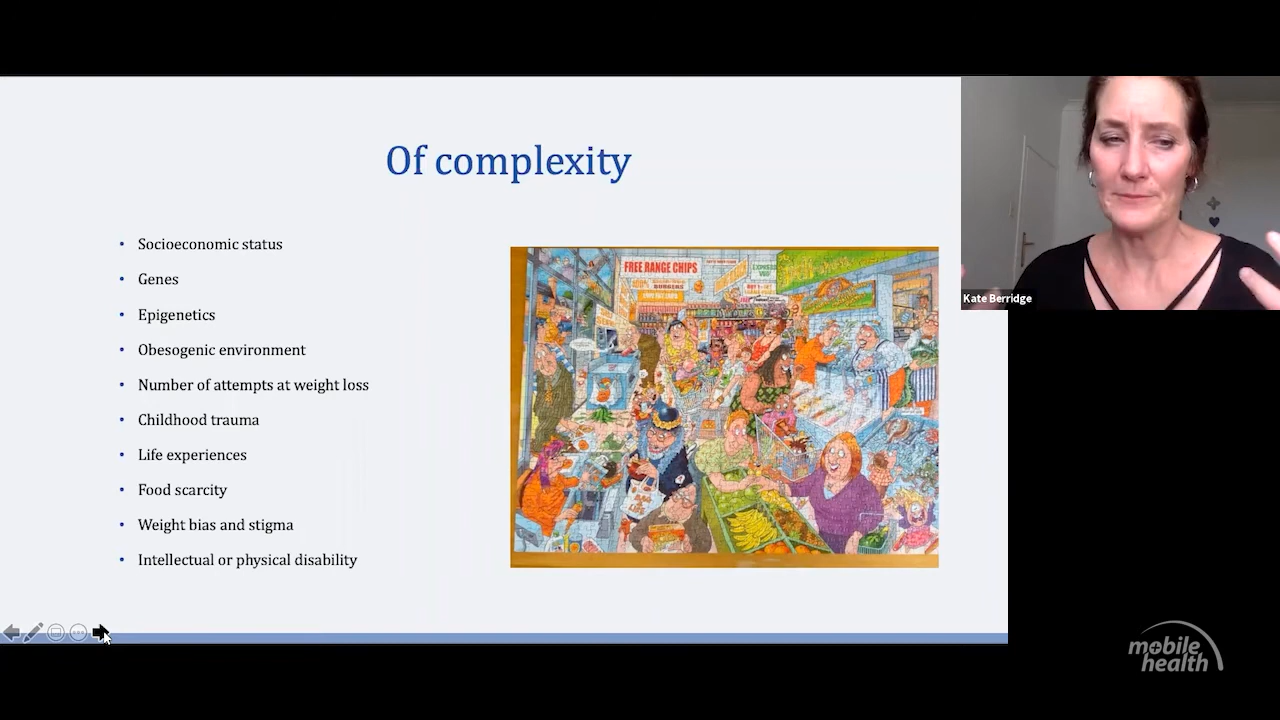 Of complexity
Socioeconomic status
Genes
Epigenetics
Obesogenic environment
Number of attempts at weight loss
Childhood trauma
Life experiences
Food scarcity
Weight bias and stigma
Intellectual or physical disability
FREE RANGE CHIPS
BURGERS
Kate Berridge
mobile
health